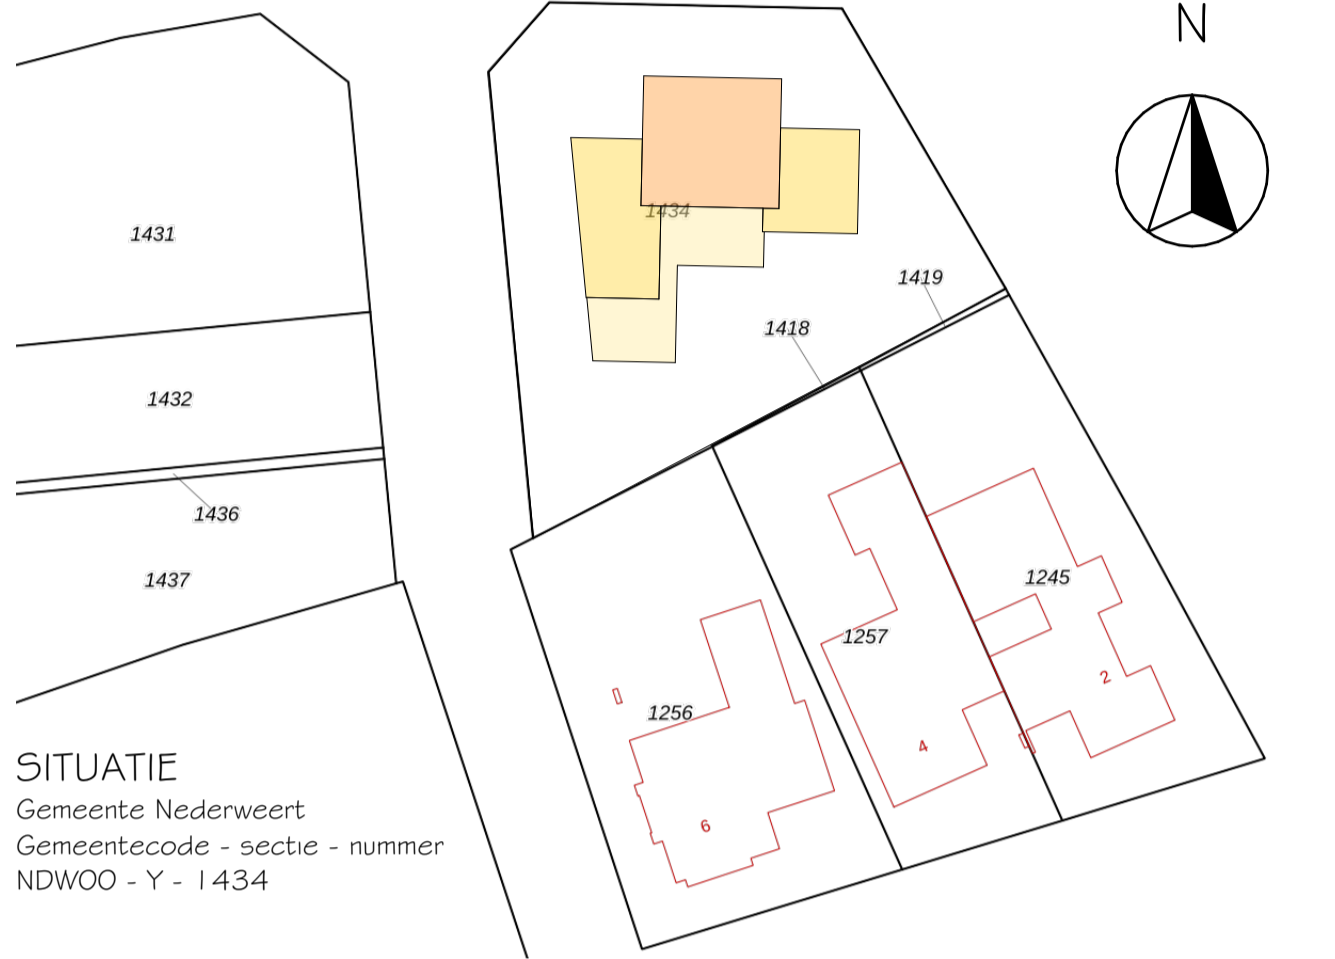 N
1431
1434
1419
1418
1432
1436
1437
1245
1257
2
1256
4
6
SITUATIE
Gemeente Nederweert
Gemeentecode - sectie - nummer
NDW00 - Y - 1434